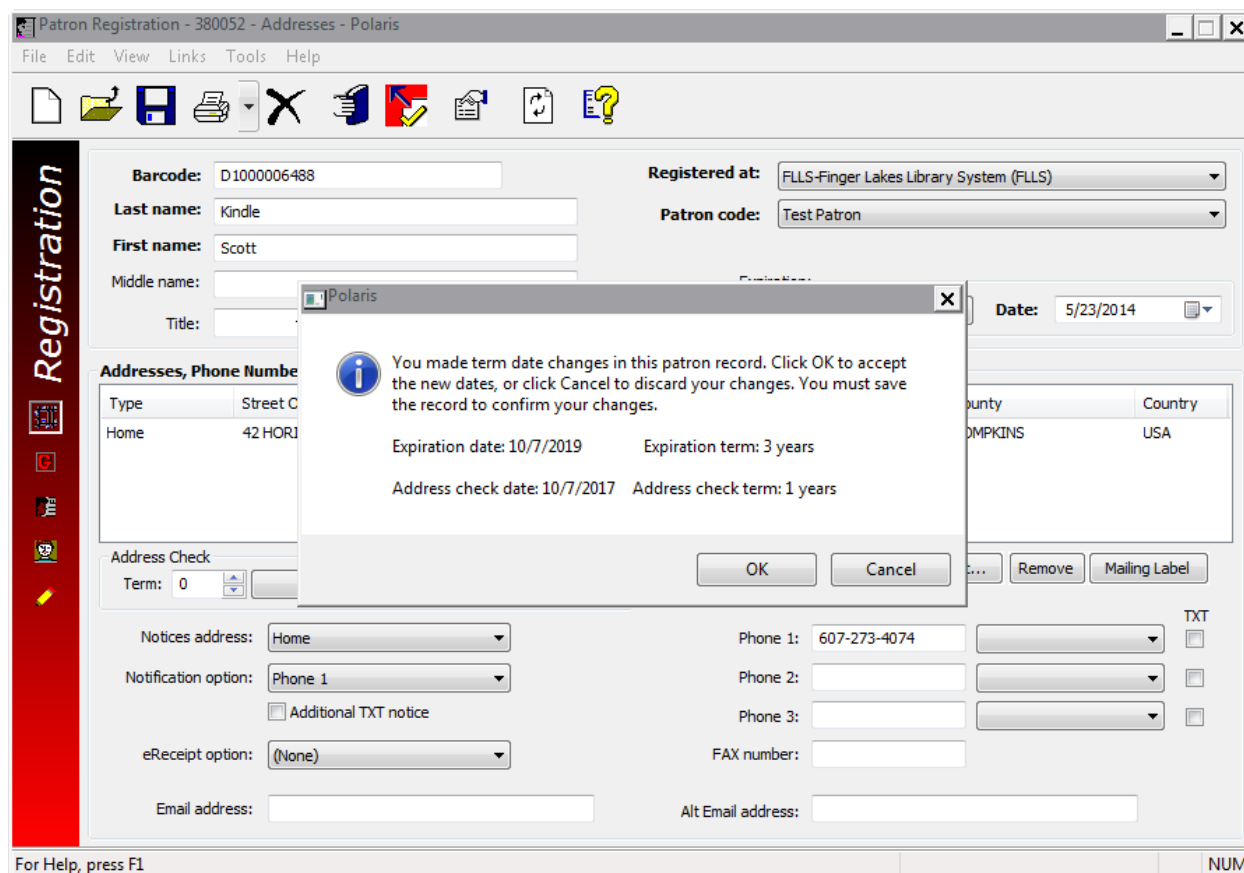 Patron Registration - 380052 - Addresses - Polaris
File Edit View Links Tools Help
Registration
Barcode: D1000006488 Registered at: FLLS-Finger Lakes Library System (FLLS)
Last name: Kindle Patron code: Test Patron
First name: Scott
Middle name:
Title: Date: 5/23/2014
Polaris
You made term date changes in this patron record. Click OK to accept
the new dates, or click Cancel to discard your changes. You must save
the record to confirm your changes.
Expiration date: 10/7/2019 Expiration term: 3 years
Address check date: 10/7/2017 Address check term: 1 years
OK Cancel
Addresses, Phone Numbe
Type Street O ounty Country
Home 42 HORI OMPKINS USA
Address Check
Term: 0 Remove Mailing Label
TXT
Notices address: Home Phone 1: 607-273-4074
Notification option: Phone 1 Phone 2:
Additional TXT notice Phone 3:
eReceipt option: (None) FAX number:
Email address: Alt Email address:
For Help, press F1 NUM